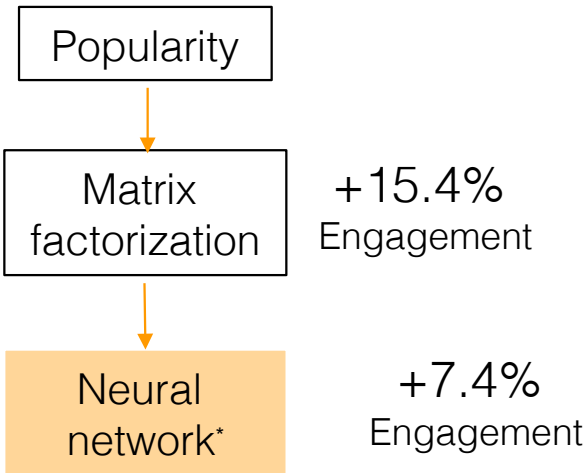 Popularity
Matrix
factorization
+15.4%
Engagement
Neural
network*
+7.4%
Engagement